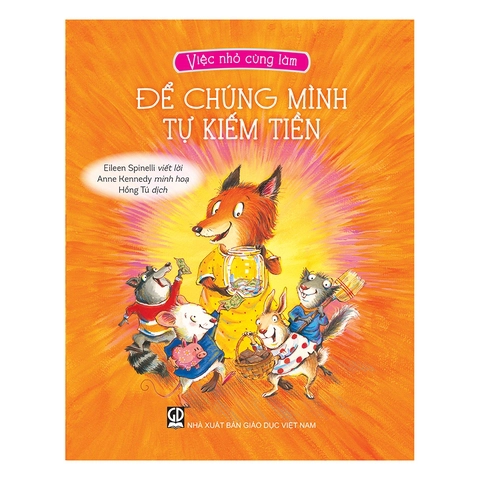 Việc nhỏ cùng làm
ĐỂ CHÚNG MÌNH
TỰ KIẾM TIỀN
Eileen Spinelli viết lời
Anne Kennedy minh hoạ
Hồng Tú dịch
GD
NHÀ XUẤT BẢN GIÁO DỤC VIỆT NAM